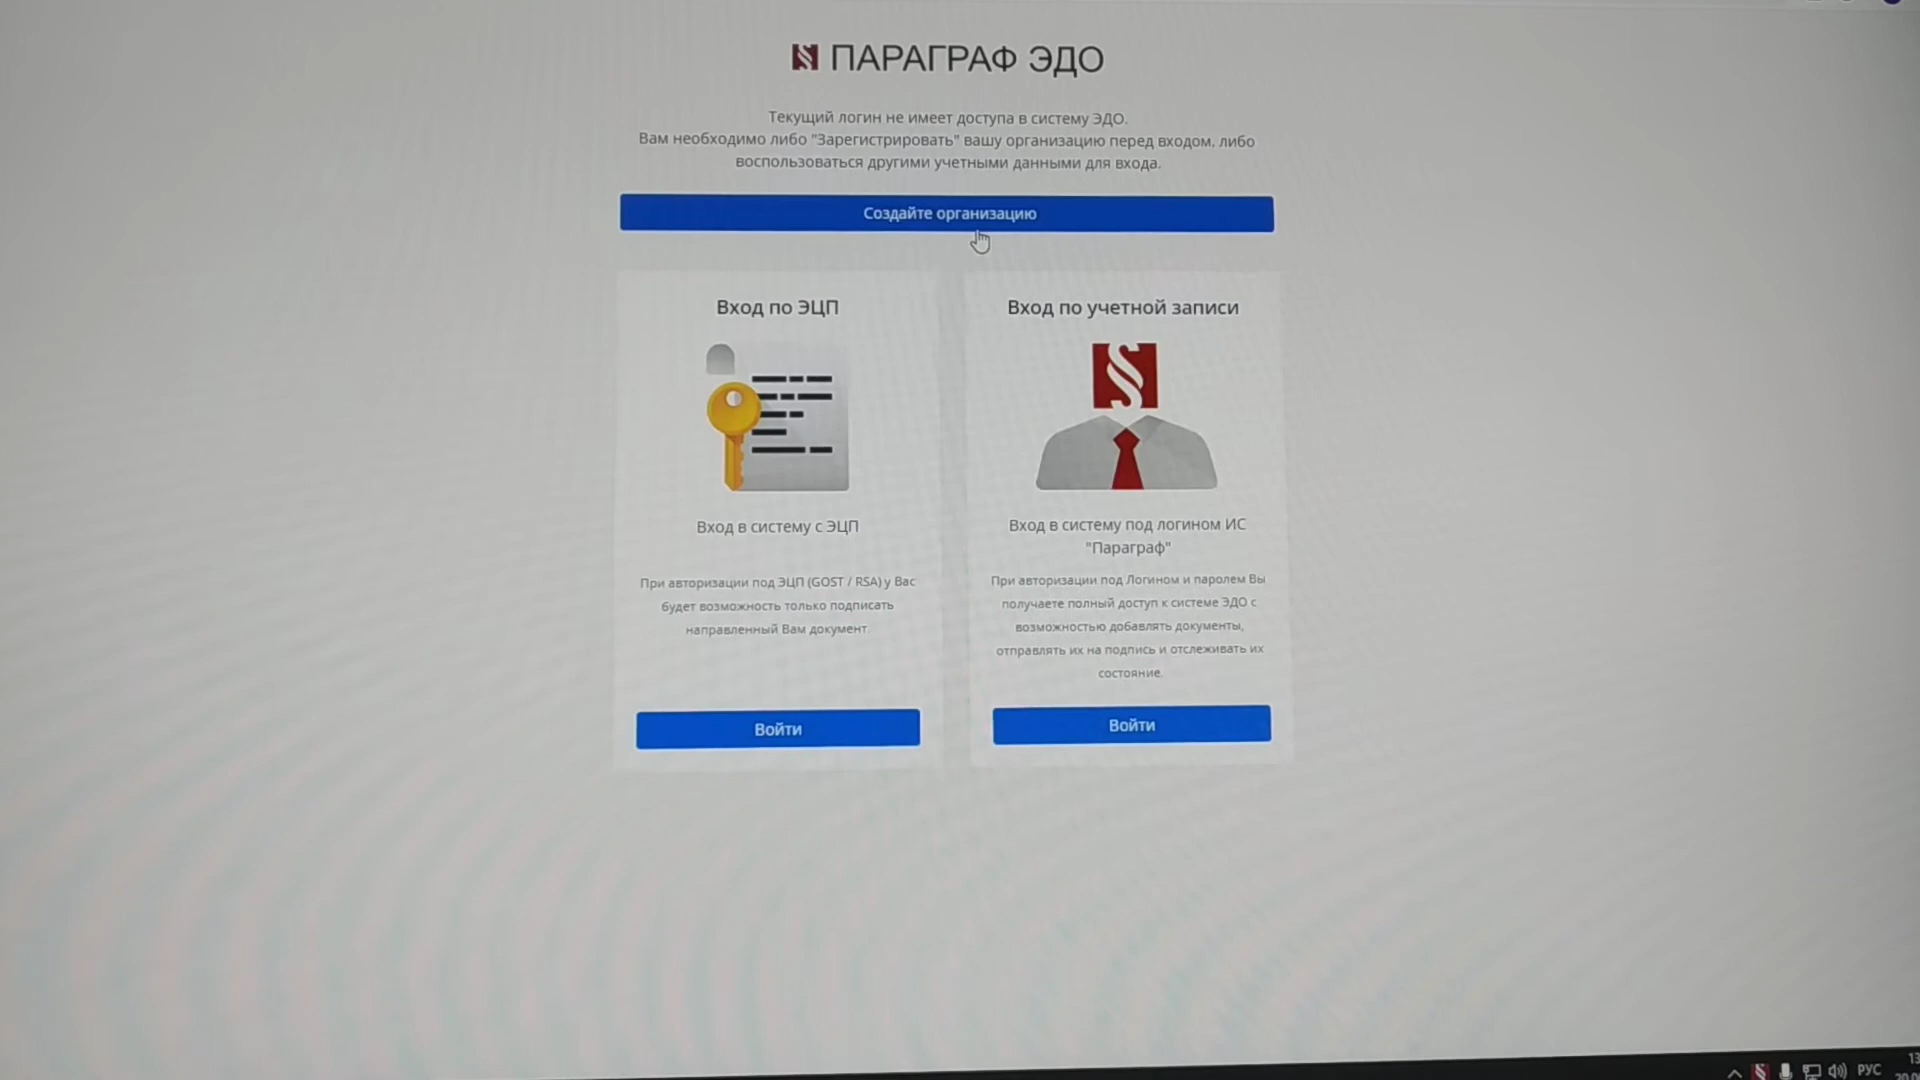 ПАРАГРАФ ЭДО
Текущий логин не имеет доступа в систему ЭДО.
Вам необходимо либо "Зарегистрировать" вашу организацию перед входом, либо
воспользоваться другими учетными данными для входа.
Создайте организацию
Вход по ЭЦП
Вход в систему с ЭЦП
При авторизации под ЭЦП (GOST / RSA) у Вас
будет возможность только подписать
направленный Вам документ.
Войти
Вход по учетной записи
Вход в систему под логином ИС
"Параграф"
При авторизации под Логином и паролем Вы
получаете полный доступ к системе ЭДО с
возможностью добавлять документы,
отправлять их на подпись и отслеживать их
состояние.
Войти
РУС